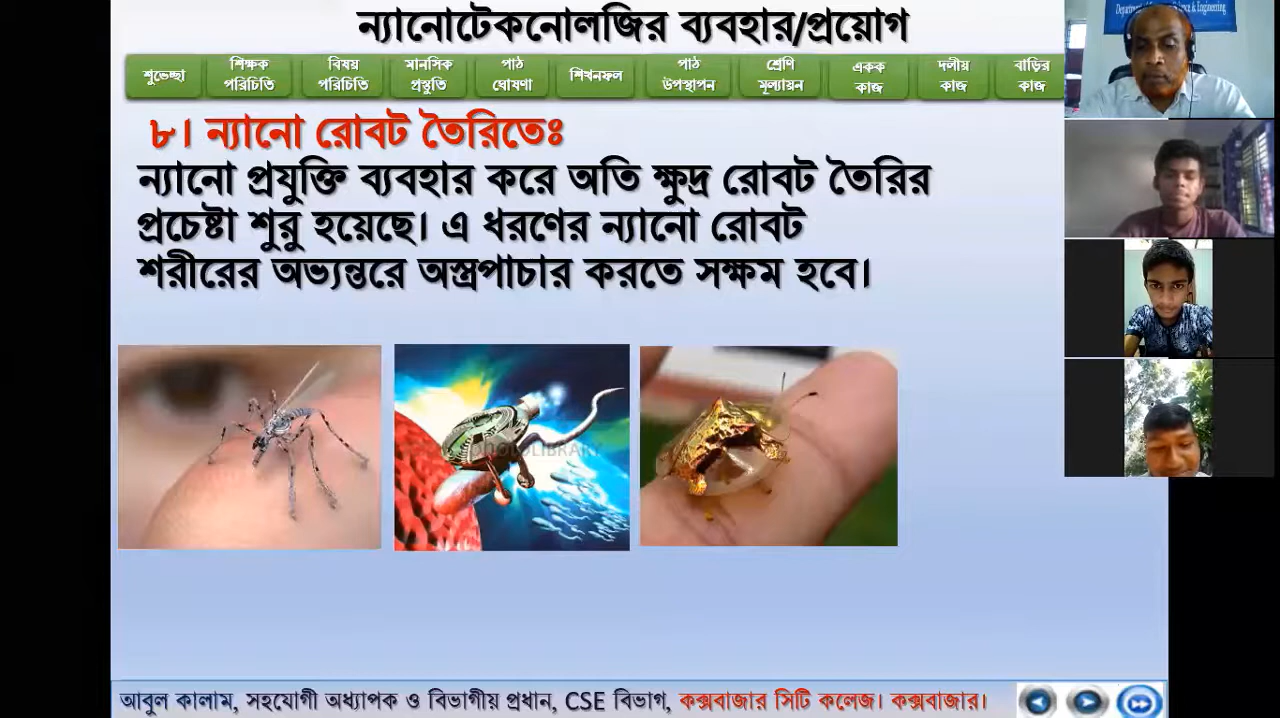 ন্যানোটেকনোলজির ব্যবহার/প্রয়োগ
শুভেচ্ছা
শিক্ষক
পরিচিতি
বিষয়
পরিচিতি
মানসিক
প্রস্তুতি
পাঠ
ঘোষণা
শিখনফল
পাঠ
উপস্থাপন
শ্রেণি
মূল্যায়ন
একক
কাজ
দলীয়
কাজ
বাড়ির
কাজ
৮। ন্যানো রোবট তৈরিতেঃ
ন্যানো প্রযুক্তি ব্যবহার করে অতি ক্ষুদ্র রোবট তৈরির
প্রচেষ্টা শুরু হয়েছে। এ ধরণের ন্যানো রোবট
শরীরের অভ্যন্তরে অস্ত্রপাচার করতে সক্ষম হবে।
আবুল কালাম, সহযোগী অধ্যাপক ও বিভাগীয় প্রধান, CSE বিভাগ, কক্সবাজার সিটি কলেজ। কক্সবাজার।